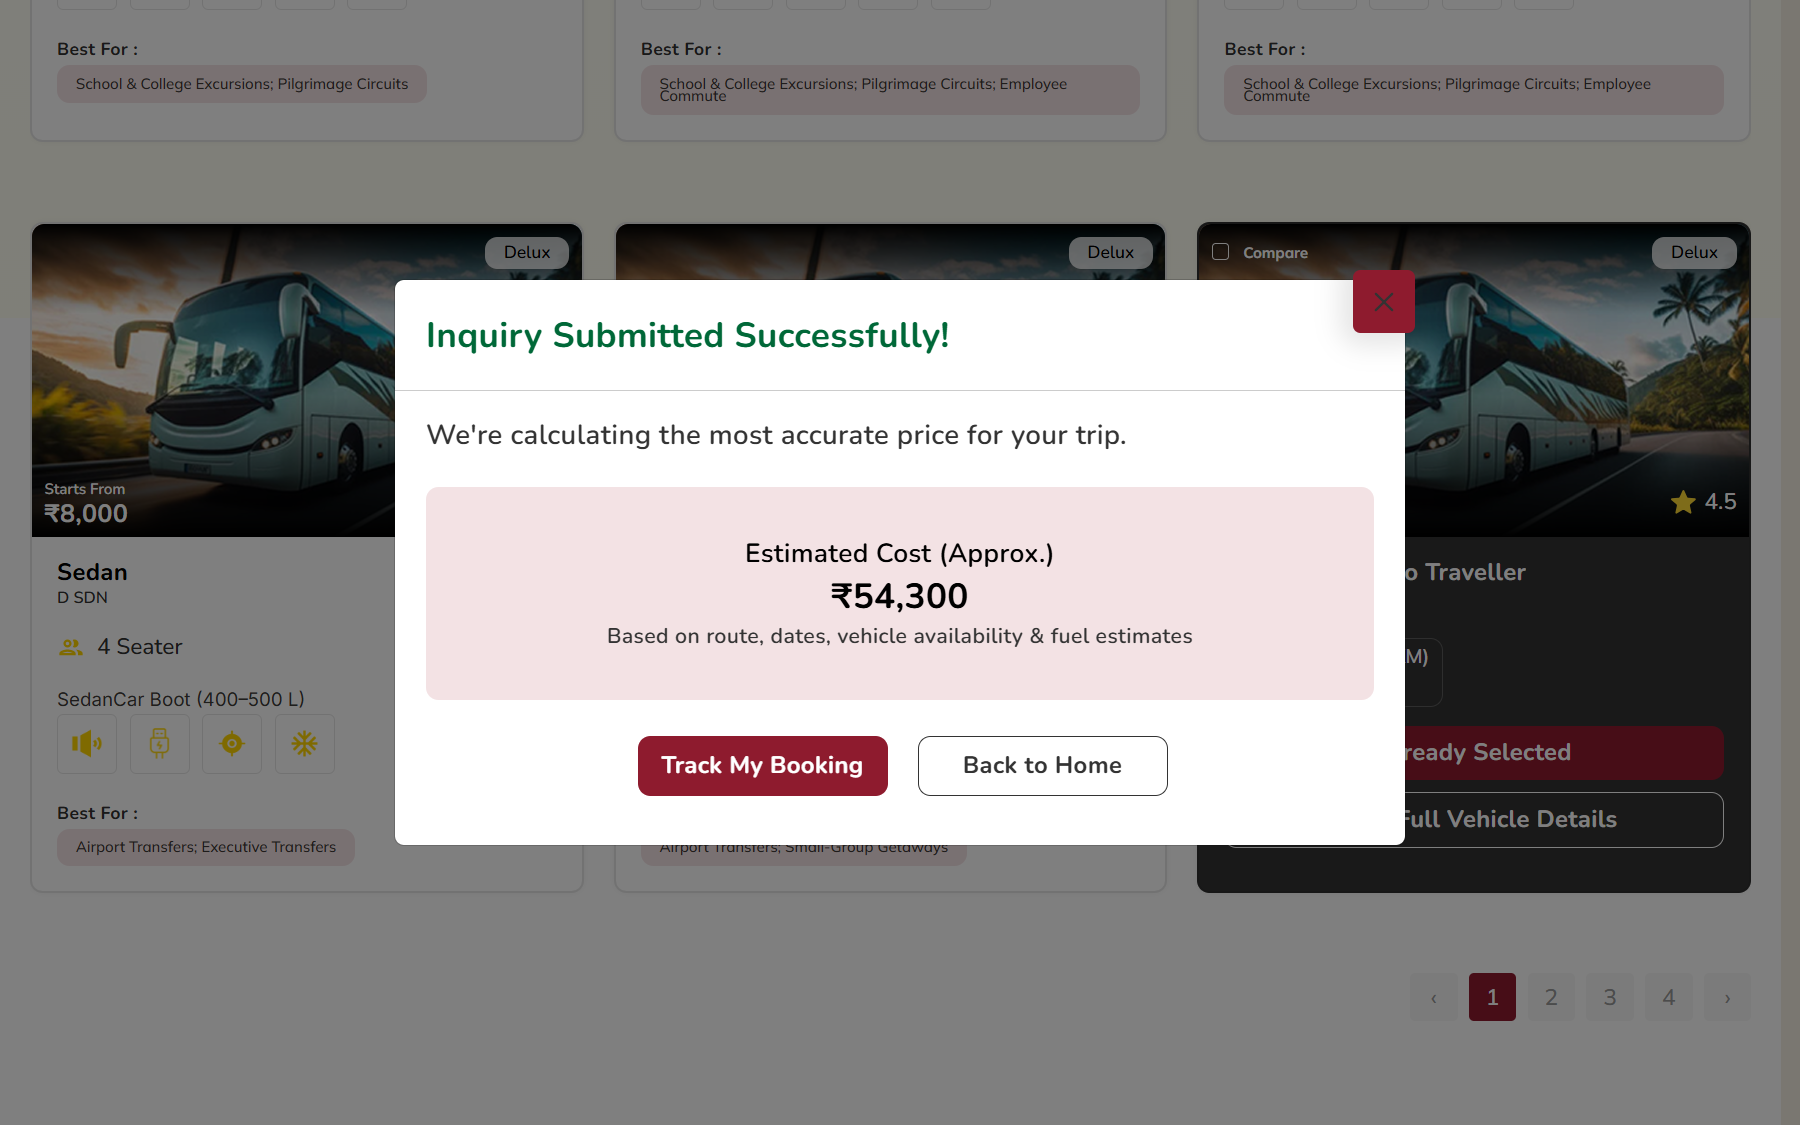 Best For :
School & College Excursions; Pilgrimage Circuits
Best For :
School & College Excursions; Pilgrimage Circuits; Employee
Commute
Best For :
School & College Excursions; Pilgrimage Circuits; Employee
Commute
Delux
Delux
Compare
Delux
Inquiry Submitted Successfully!
We're calculating the most accurate price for your trip.
Estimated Cost (Approx.)
₹54,300
Based on route, dates, vehicle availability & fuel estimates
Track My Booking
Back to Home
Starts From
₹8,000
4.5
Sedan
D SDN
4 Seater
SedanCar Boot (400–500 L)
Best For :
Airport Transfers; Executive Transfers
Airport Transfers; Small-Group Getaways
o Traveller
M)
ready Selected
Full Vehicle Details
‹ 1 2 3 4 ›